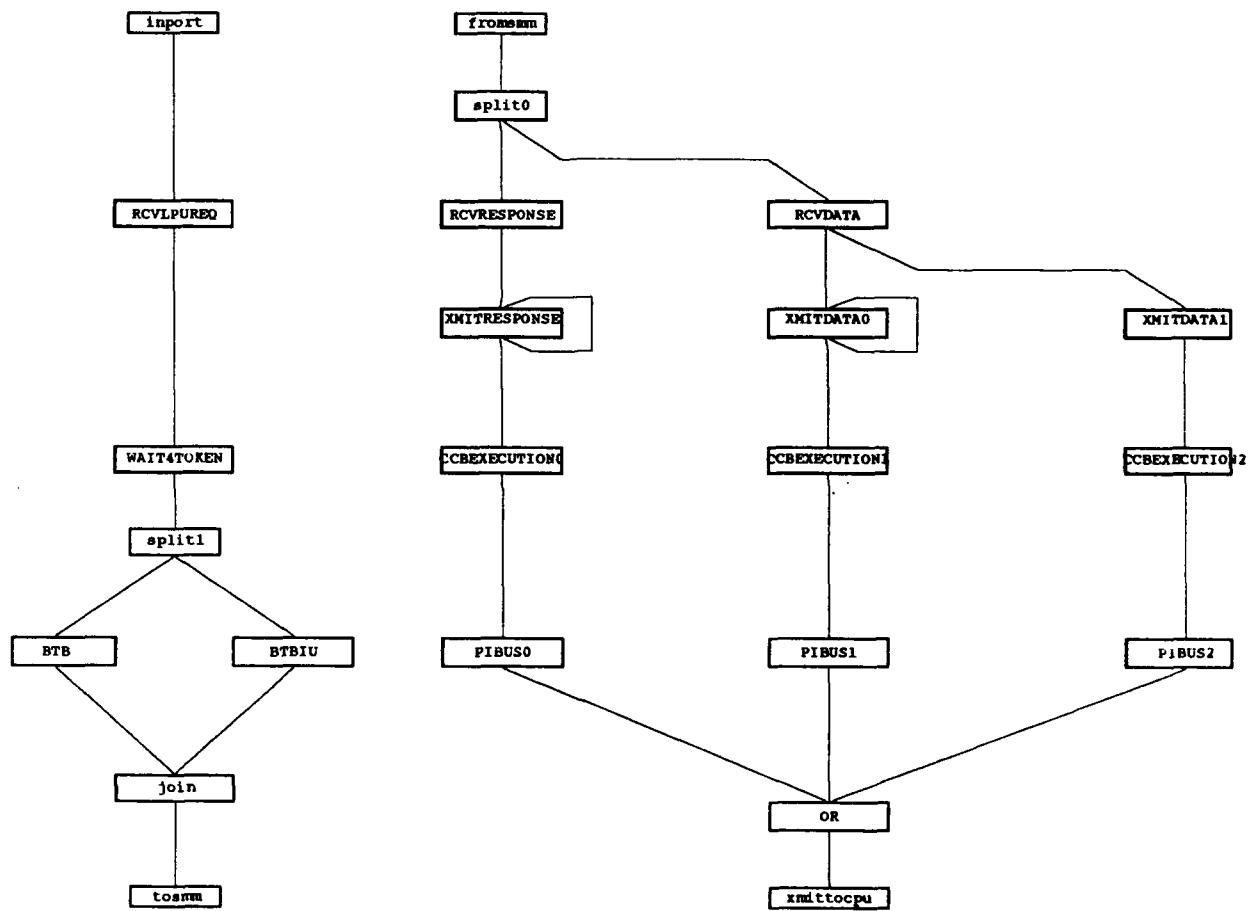 inport
fromsmm
split0
RCVLPUREQ
RCVRESPONSE
RCVDATA
XMITRESPONSE
XMITDATA0
XMITDATA1
WAIT4TOKEN
CCBEXECUTION0
CCBEXECUTION1
CCBEXECUTION2
split1
BTB
BTBIU
PIBUS0
PIBUS1
PIBUS2
join
OR
tosmm
xmittocpu